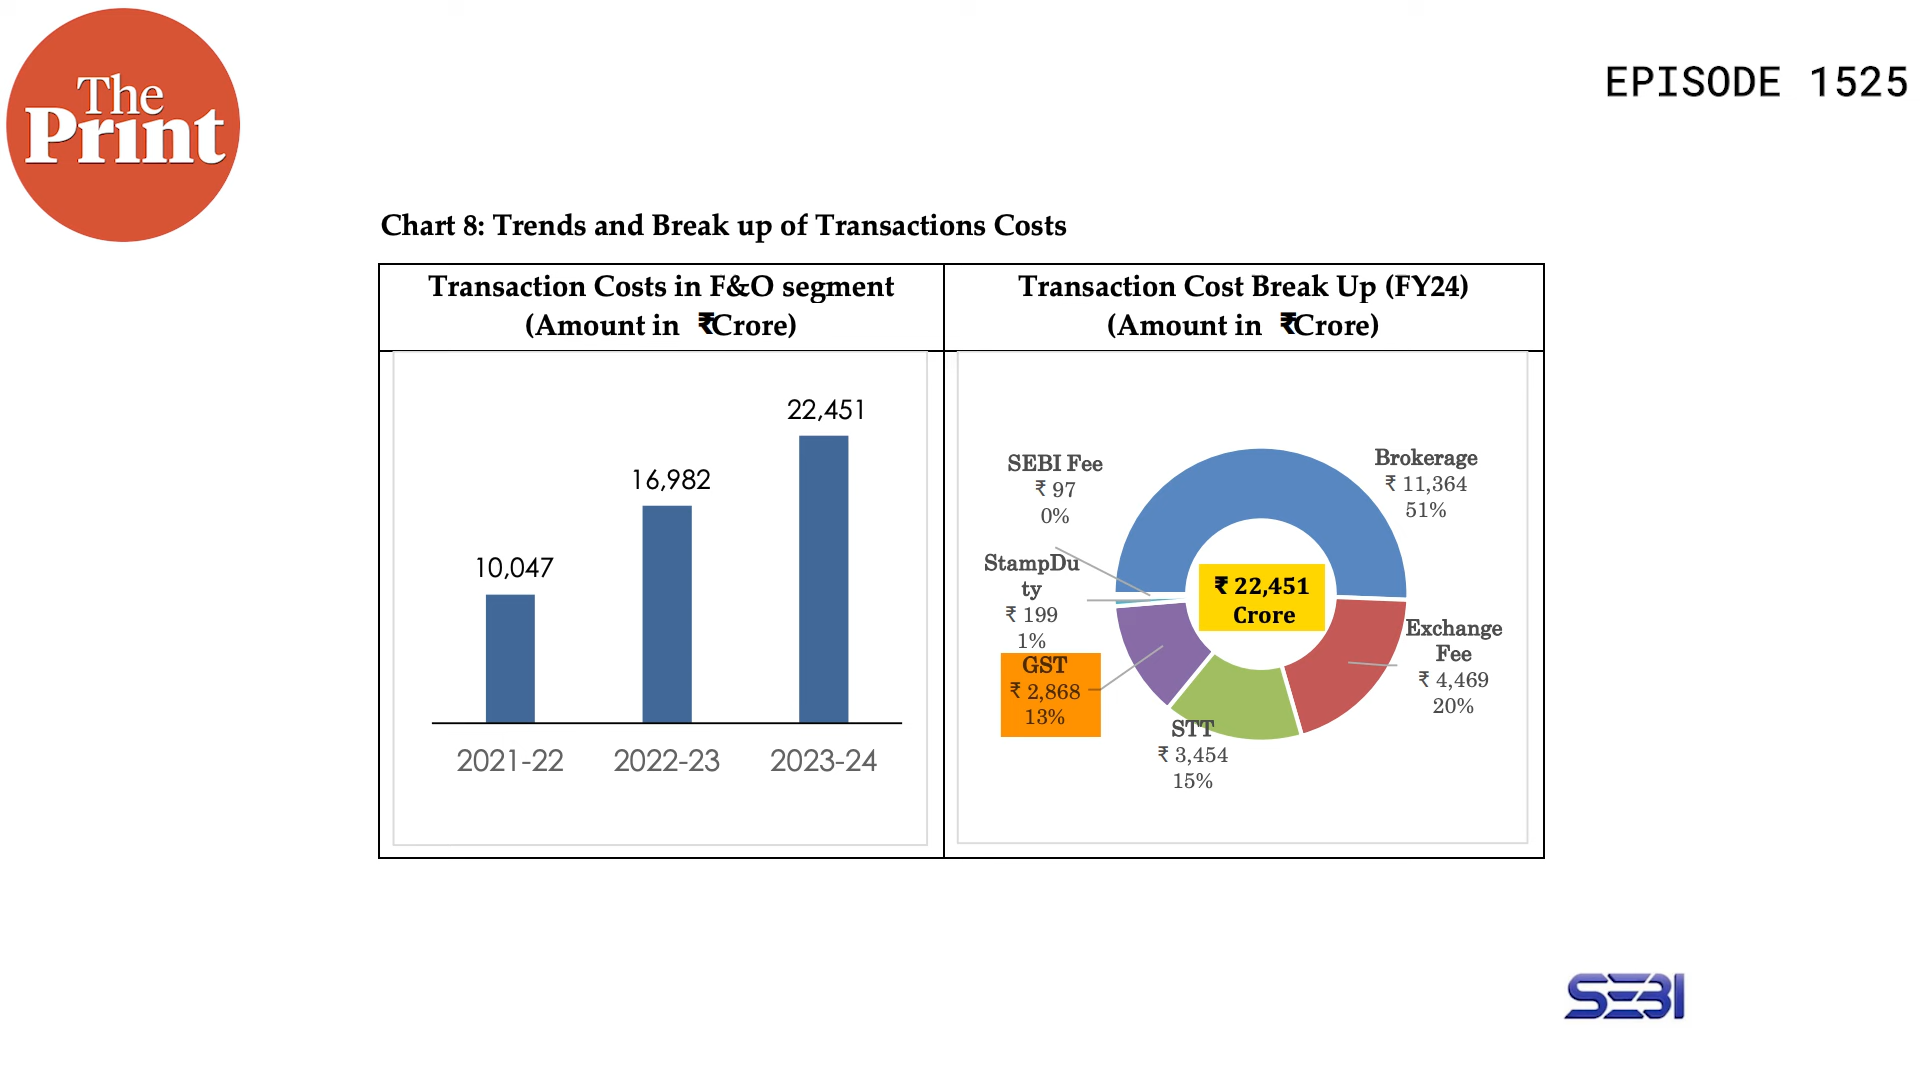 The
Print
EPISODE 1525
Chart 8: Trends and Break up of Transactions Costs
Transaction Costs in F&O segment
(Amount in ₹Crore)
22,451
16,982
10,047
2021-22 2022-23 2023-24
Transaction Cost Break Up (FY24)
(Amount in ₹Crore)
SEBI Fee
₹ 97
0%
Brokerage
₹ 11,364
51%
StampDu
ty
₹ 199
1%
₹ 22,451
Crore
Exchange
Fee
₹ 4,469
20%
GST
₹ 2,868
13%
STT
₹ 3,454
15%
SEBI